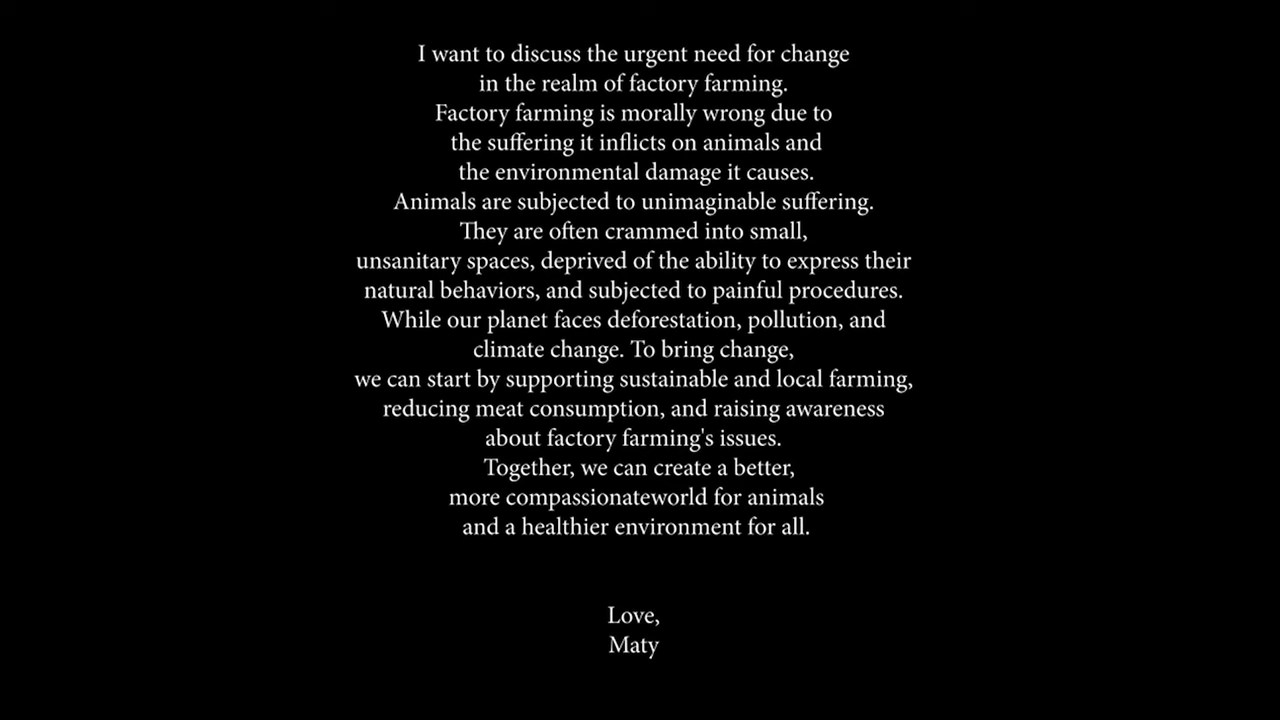 I want to discuss the urgent need for change
in the realm of factory farming.
Factory farming is morally wrong due to
the suffering it inflicts on animals and
the environmental damage it causes.
Animals are subjected to unimaginable suffering.
They are often crammed into small,
unsanitary spaces, deprived of the ability to express their
natural behaviors, and subjected to painful procedures.
While our planet faces deforestation, pollution, and
climate change. To bring change,
we can start by supporting sustainable and local farming,
reducing meat consumption, and raising awareness
about factory farming's issues.
Together, we can create a better,
more compassionateworld for animals
and a healthier environment for all.
Love,
Maty